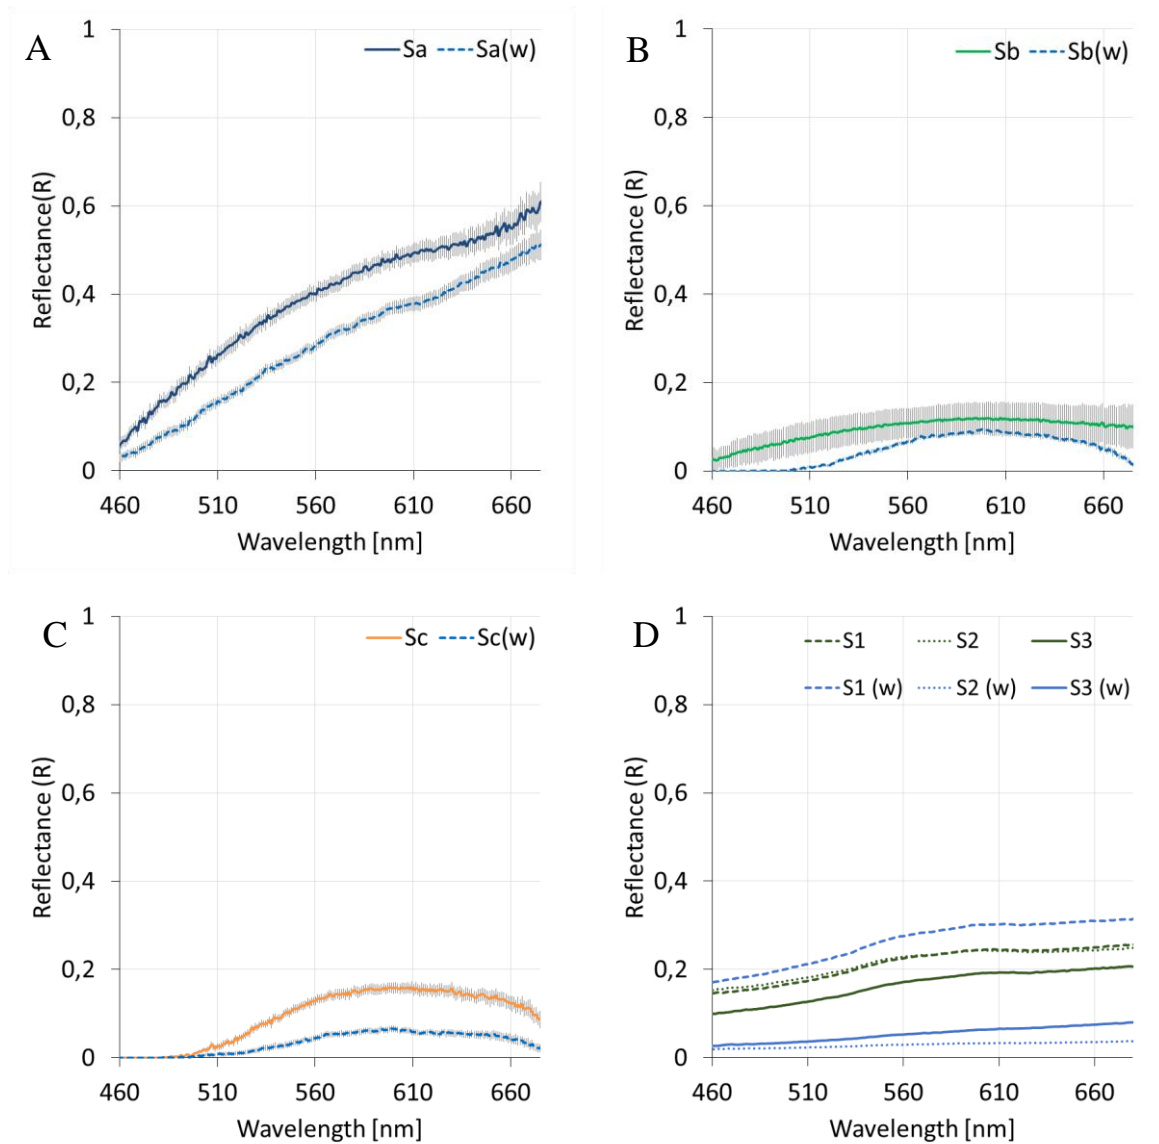 A
Sa Sa(w)
1
0,8
0,6
0,4
0,2
0
Reflectance(R)
460 510 560 610 660
Wavelength [nm]
B
Sb Sb(w)
1
0,8
0,6
0,4
0,2
0
Reflectance (R)
460 510 560 610 660
Wavelength [nm]
C
Sc Sc(w)
1
0,8
0,6
0,4
0,2
0
Reflectance (R)
460 510 560 610 660
Wavelength [nm]
D
S1 S2 S3
S1 (w) S2 (w) S3 (w)
1
0,8
0,6
0,4
0,2
0
Reflectance (R)
460 510 560 610 660
Wavelength [nm]